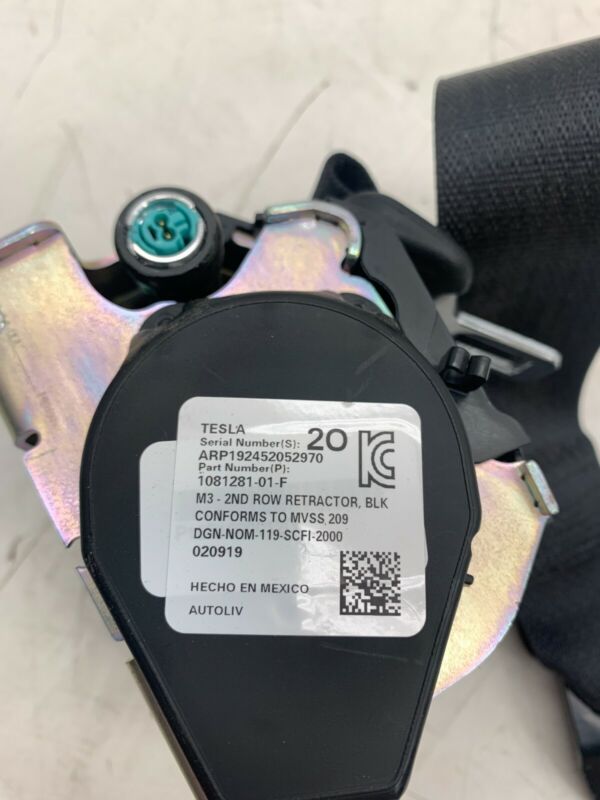 TESLA
Serial Number(S): 20
ARP192452052970
Part Number(P):
1081281-01-F
M3 - 2ND ROW RETRACTOR, BLK
CONFORMS TO MVSS 209
DGN-NOM-119-SCFI-2000
020919
HECHO EN MEXICO
AUTOLIV